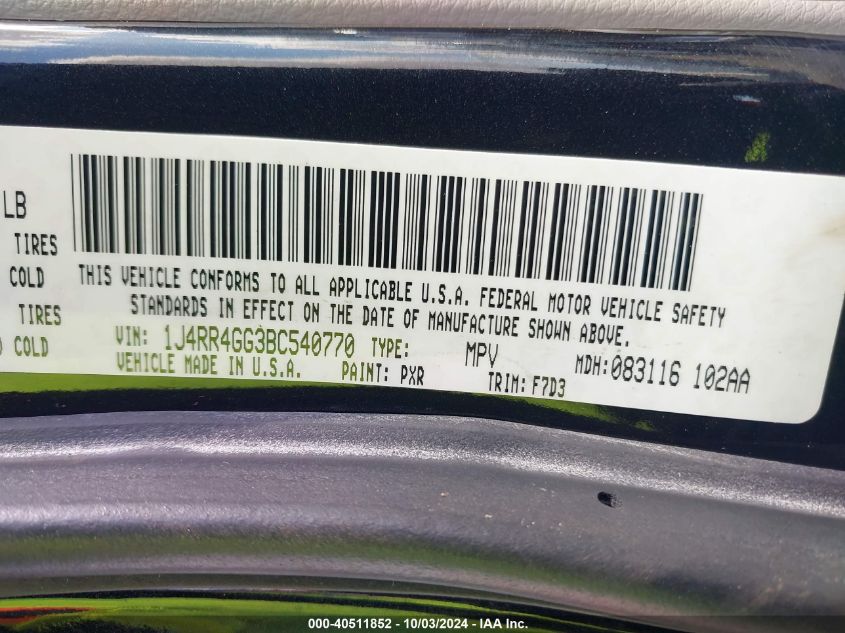 LB
TIRES
COLD
TIRES
COLD
THIS VEHICLE CONFORMS TO ALL APPLICABLE U.S.A. FEDERAL MOTOR VEHICLE SAFETY
STANDARDS IN EFFECT ON THE DATE OF MANUFACTURE SHOWN ABOVE.
VIN: 1J4RR4GG3BC540770 TYPE: MPV MDH:083116 102AA
VEHICLE MADE IN U.S.A. PAINT: PXR TRIM: F7D3
000-40511852 - 10/03/2024 - IAA Inc.